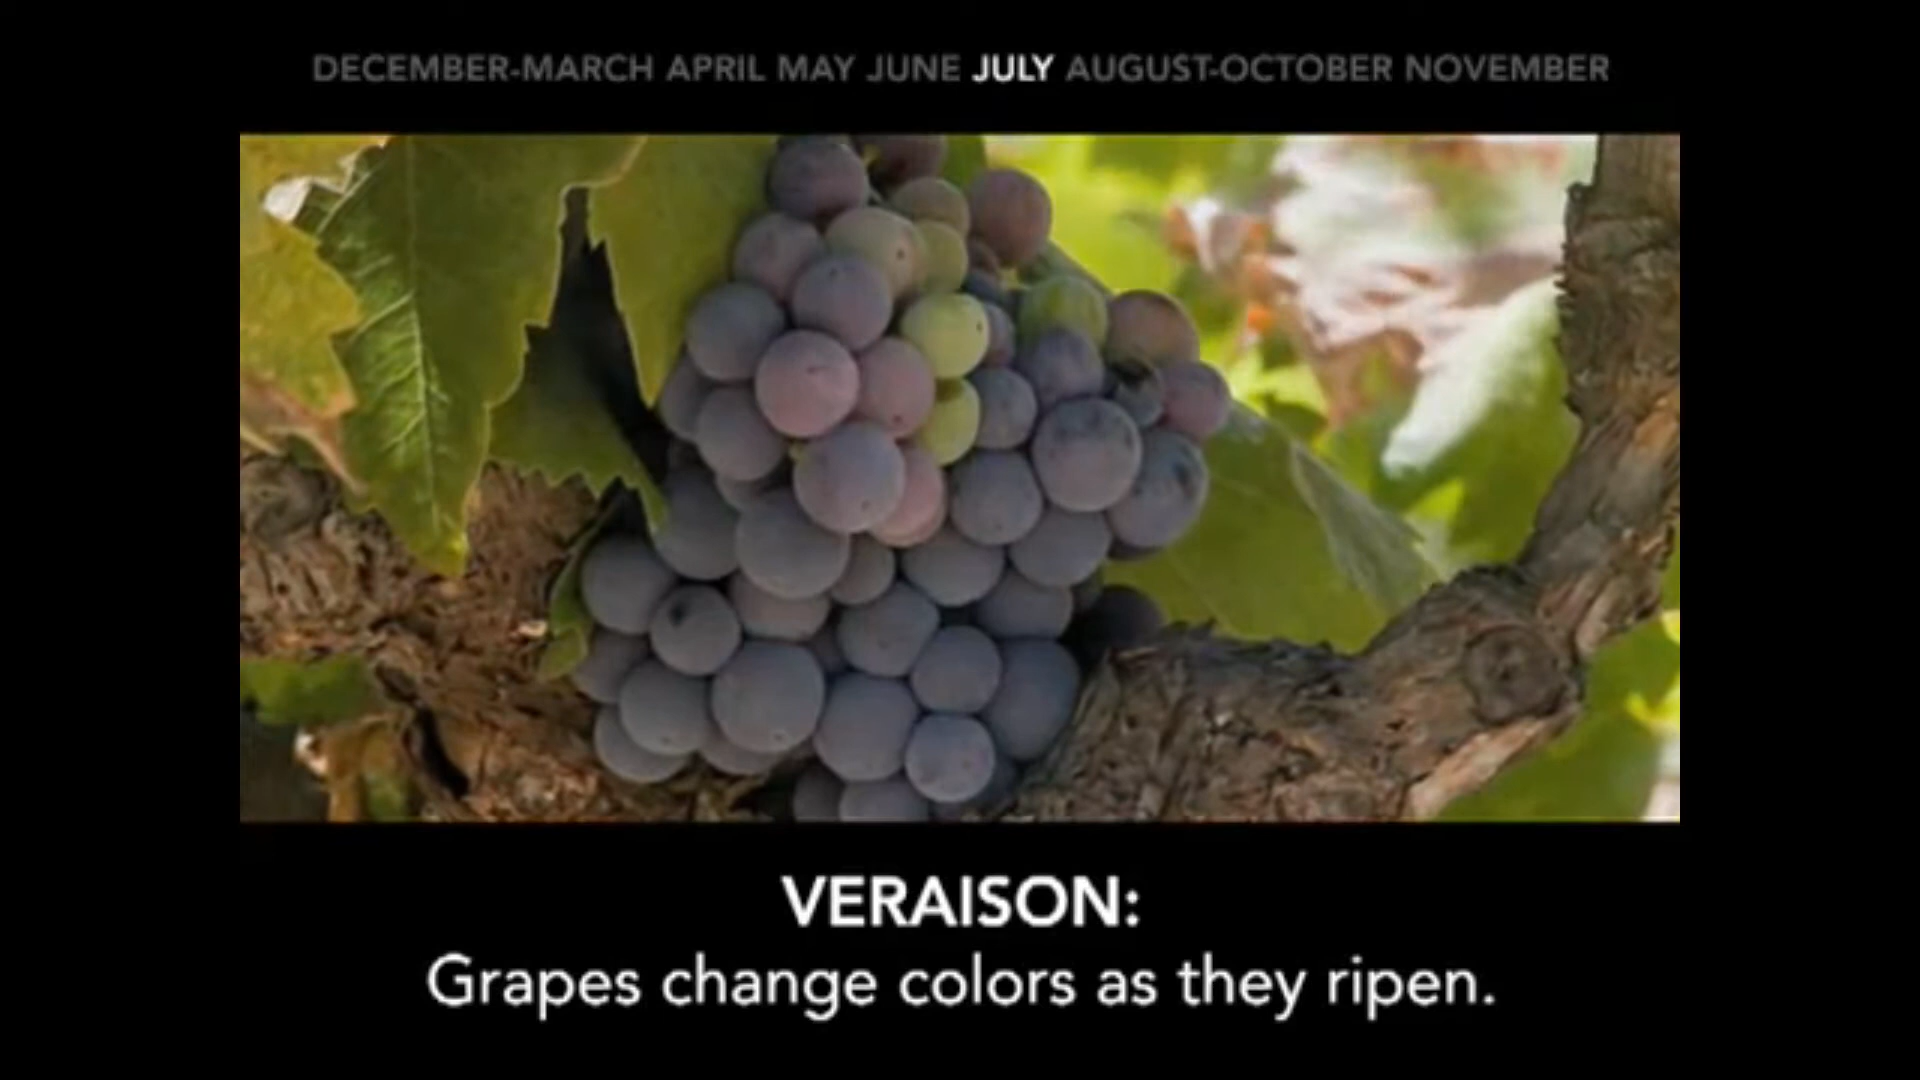 DECEMBER-MARCH APRIL MAY JUNE JULY AUGUST-OCTOBER NOVEMBER
VERAISON:
Grapes change colors as they ripen.